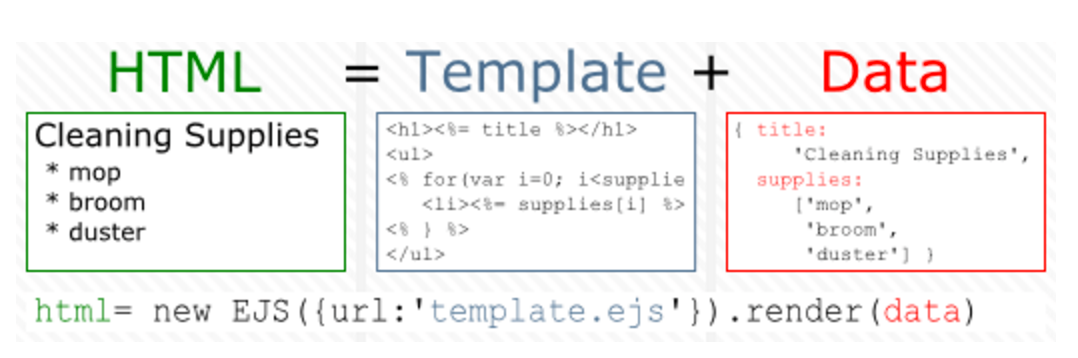 HTML = Template + Data
Cleaning Supplies
* mop
* broom
* duster
<h1><%= title %></h1>
<ul>
<% for(var i=0; i<supplie
<li><%= supplies[i] %>
<% } %>
</ul>
{ title:
'Cleaning Supplies',
supplies:
['mop',
'broom',
'duster'] }
html= new EJS({url:'template.ejs'}).render(data)